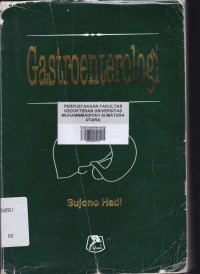 Gastroenterologi
PERPUSTAKAAN FAKULTAS
KEDOKTERAN UNIVERSITAS
MUHAMMADIYAH SUMATERA
UTARA
Sujono Hadi